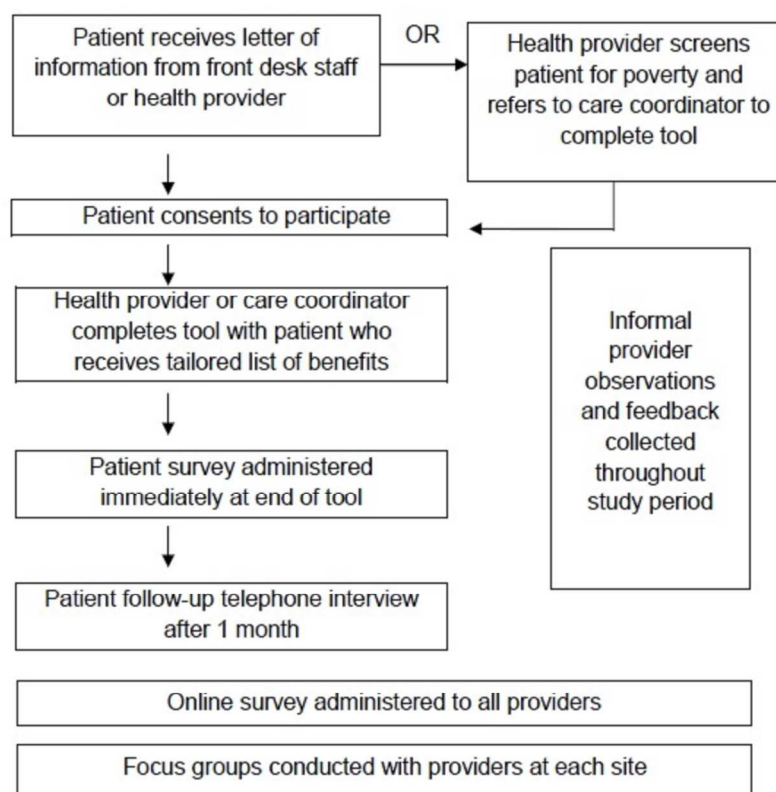 Patient receives letter of
information from front desk staff
or health provider
OR
Health provider screens
patient for poverty and
refers to care coordinator to
complete tool
Patient consents to participate
Health provider or care coordinator
completes tool with patient who
receives tailored list of benefits
Informal
provider
observations
and feedback
collected
throughout
study period
Patient survey administered
immediately at end of tool
Patient follow-up telephone interview
after 1 month
Online survey administered to all providers
Focus groups conducted with providers at each site